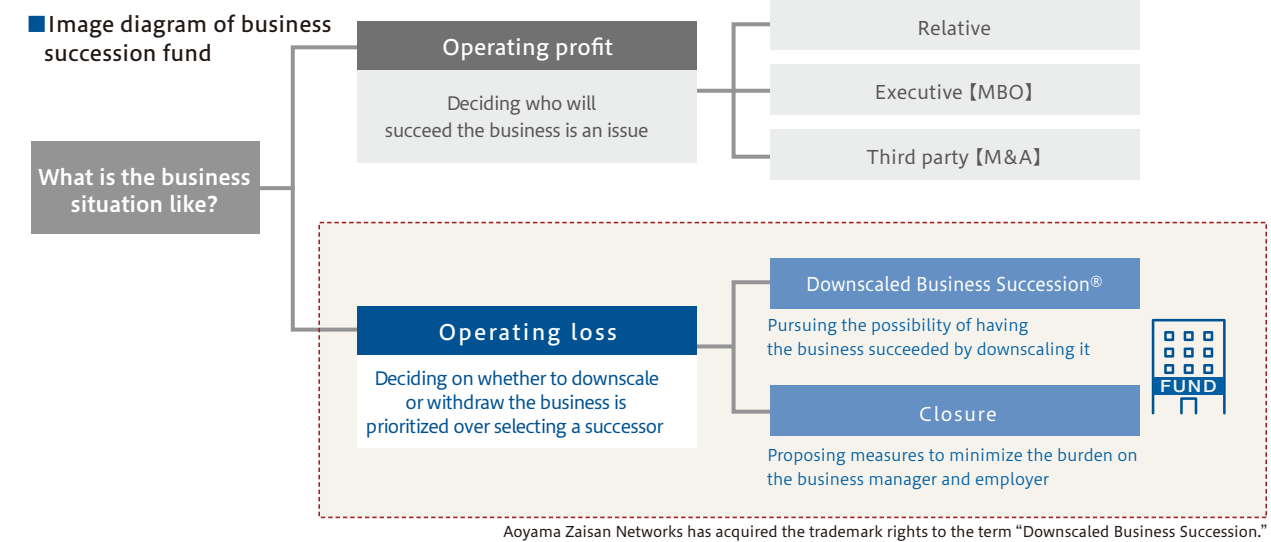 ■Image diagram of business
succession fund
What is the business
situation like?
Operating profit
Deciding who will
succeed the business is an issue
Relative
Executive【MBO】
Third party【M&A】
Operating loss
Deciding on whether to downscale
or withdraw the business is
prioritized over selecting a successor
Downscaled Business Succession®
Pursuing the possibility of having
the business succeeded by downscaling it
Closure
Proposing measures to minimize the burden on
the business manager and employer
FUND
Aoyama Zaisan Networks has acquired the trademark rights to the term “Downscaled Business Succession.”